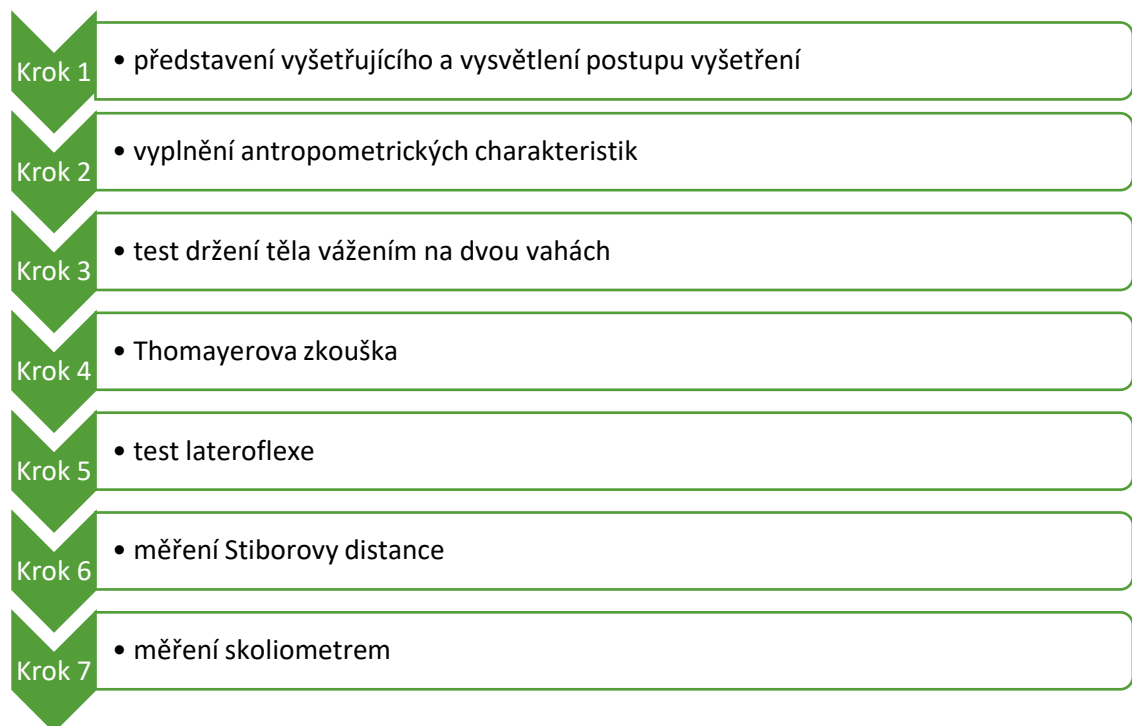 Krok 1
• představení vyšetřujícího a vysvětlení postupu vyšetření
Krok 2
• vyplnění antropometrických charakteristik
Krok 3
• test držení těla vážením na dvou vahách
Krok 4
• Thomayerova zkouška
Krok 5
• test lateroflexe
Krok 6
• měření Stiborovy distance
Krok 7
• měření skoliometrem